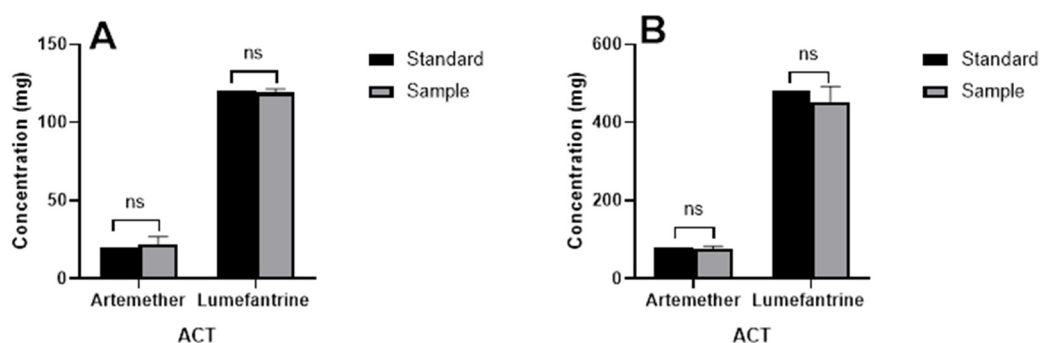 A
Concentration (mg)
150
100
50
0
ns
ns
Artemether Lumefantrine
ACT
Standard
Sample
B
Concentration (mg)
600
400
200
0
ns
ns
Artemether Lumefantrine
ACT
Standard
Sample